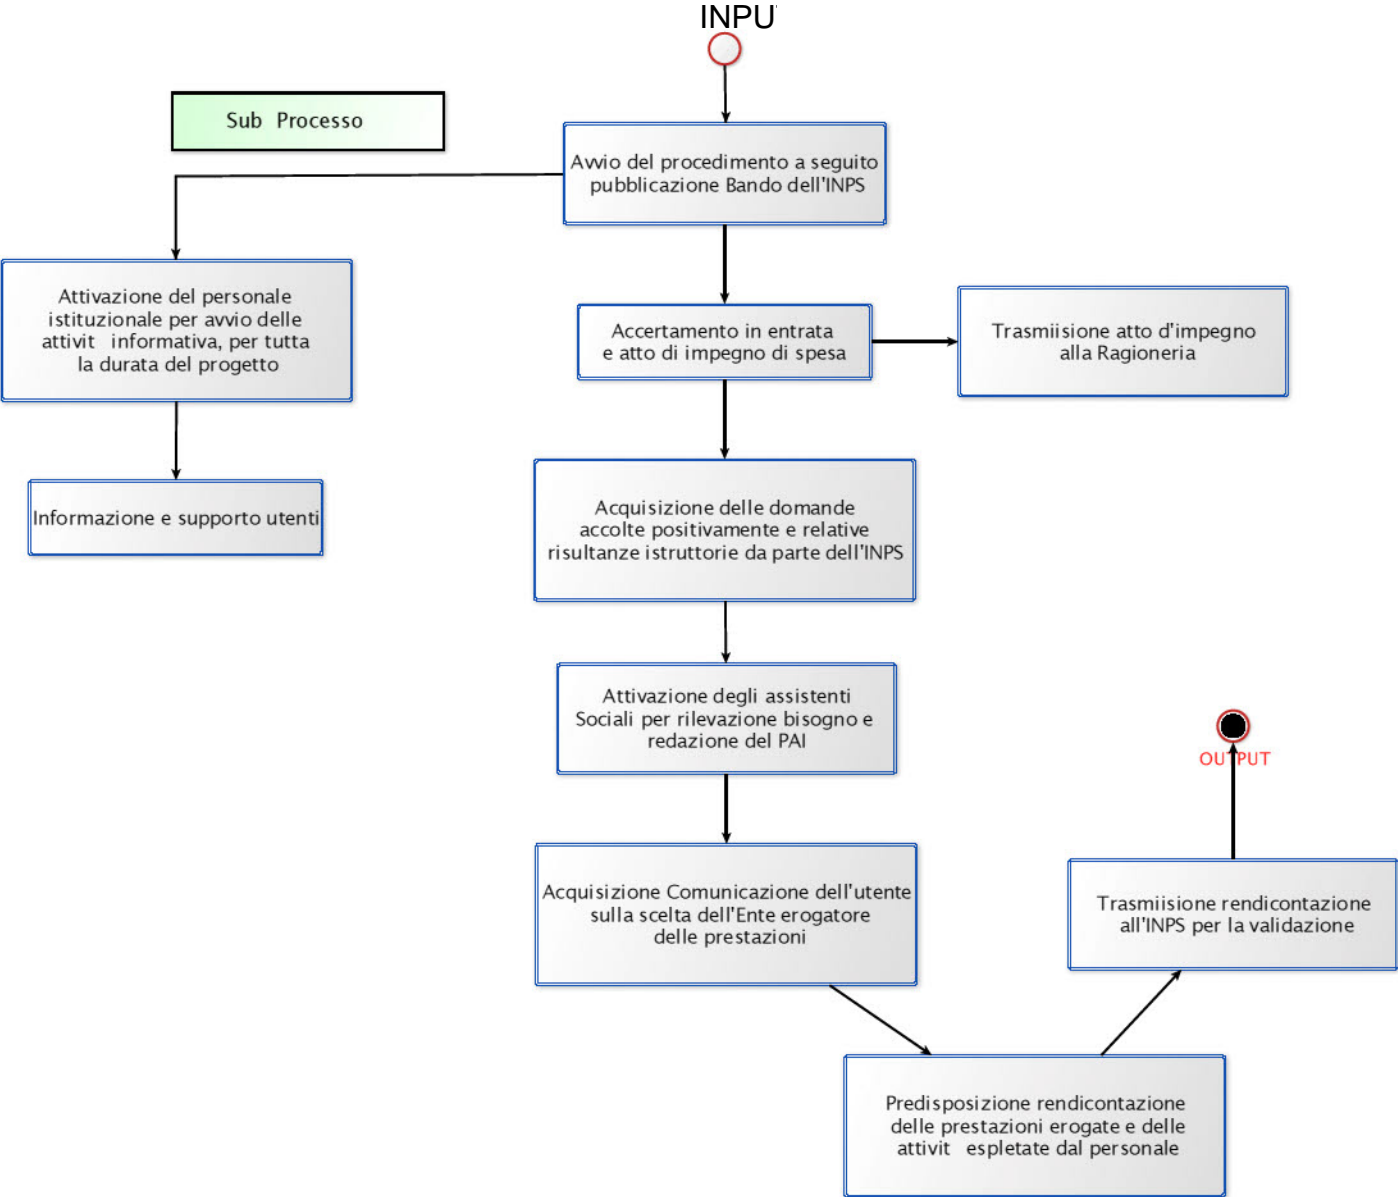 INPU
Sub Processo
Avvio del procedimento a seguito
pubblicazione Bando dell'INPS
Attivazione del personale
istituzionale per avvio delle
attivit informativa, per tutta
la durata del progetto
Accertamento in entrata
e atto di impegno di spesa
Trasmiisione atto d'impegno
alla Ragioneria
Informazione e supporto utenti
Acquisizione delle domande
accolte positivamente e relative
risultanze istruttorie da parte dell'INPS
Attivazione degli assistenti
Sociali per rilevazione bisogno e
redazione del PAI
Acquisizione Comunicazione dell'utente
sulla scelta dell'Ente erogatore
delle prestazioni
Predisposizione rendicontazione
delle prestazioni erogate e delle
attivit espletate dal personale
Trasmiisione rendicontazione
all'INPS per la validazione
OUTPUT